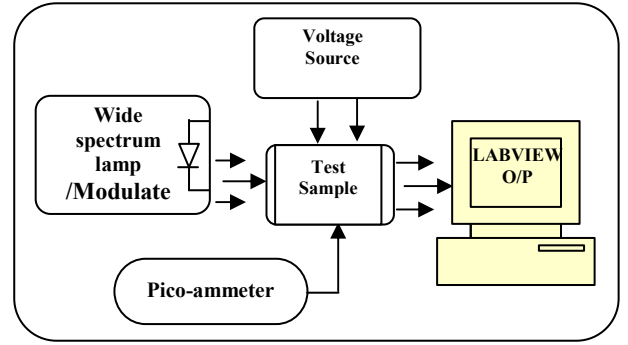 Voltage
Source
Wide
spectrum
lamp
/Modulate
Test
Sample
LABVIEW
O/P
Pico-ammeter